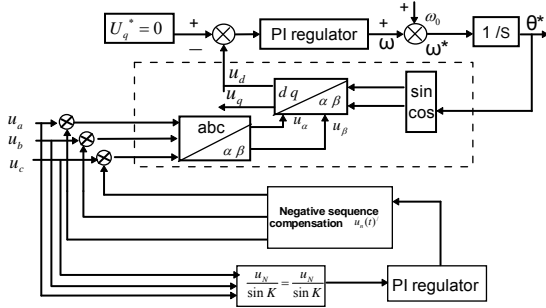 U_q^* = 0
+
−
PI regulator
+
ω
+
ω_0
ω*
1 /S
θ*
u_d
u_q
d q
α β
sin
cos
u_a
u_b
u_c
abc
α β
u_α
u_β
Negative sequence
compensation u_n(t)'
u_N / sin K = u_N / sin K
PI regulator